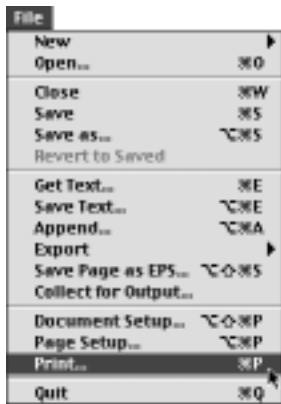 File
New
Open... ⌘O
Close ⌘W
Save ⌘S
Save as... ⌥⌘S
Revert to Saved
Get Text... ⌘E
Save Text... ⌥⌘E
Append... ⌥⌘A
Export
Save Page as EPS... ⌥⇧⌘S
Collect for Output...
Document Setup... ⌥⇧⌘P
Page Setup... ⌥⌘P
Print... ⌘P
Quit ⌘Q